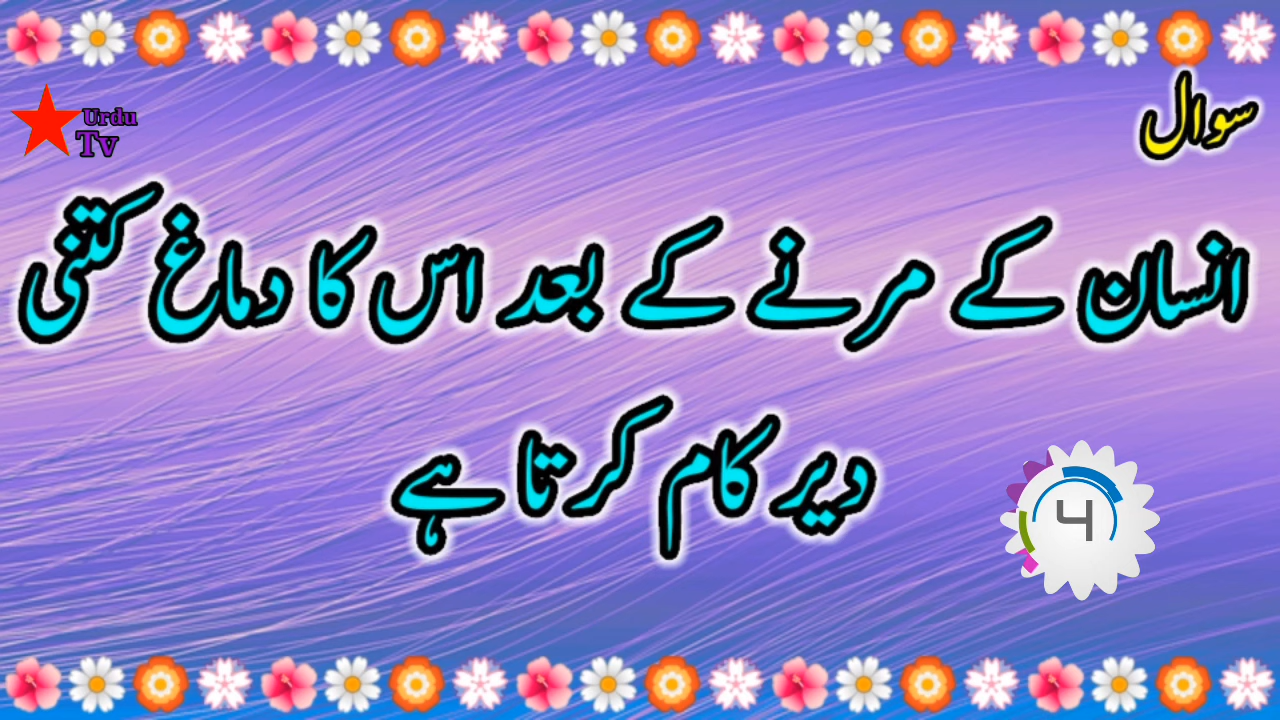 Urdu
Tv
سوال
انسان کے مرنے کے بعد اس کا دماغ کتنی
دیر کام کرتا ہے
4